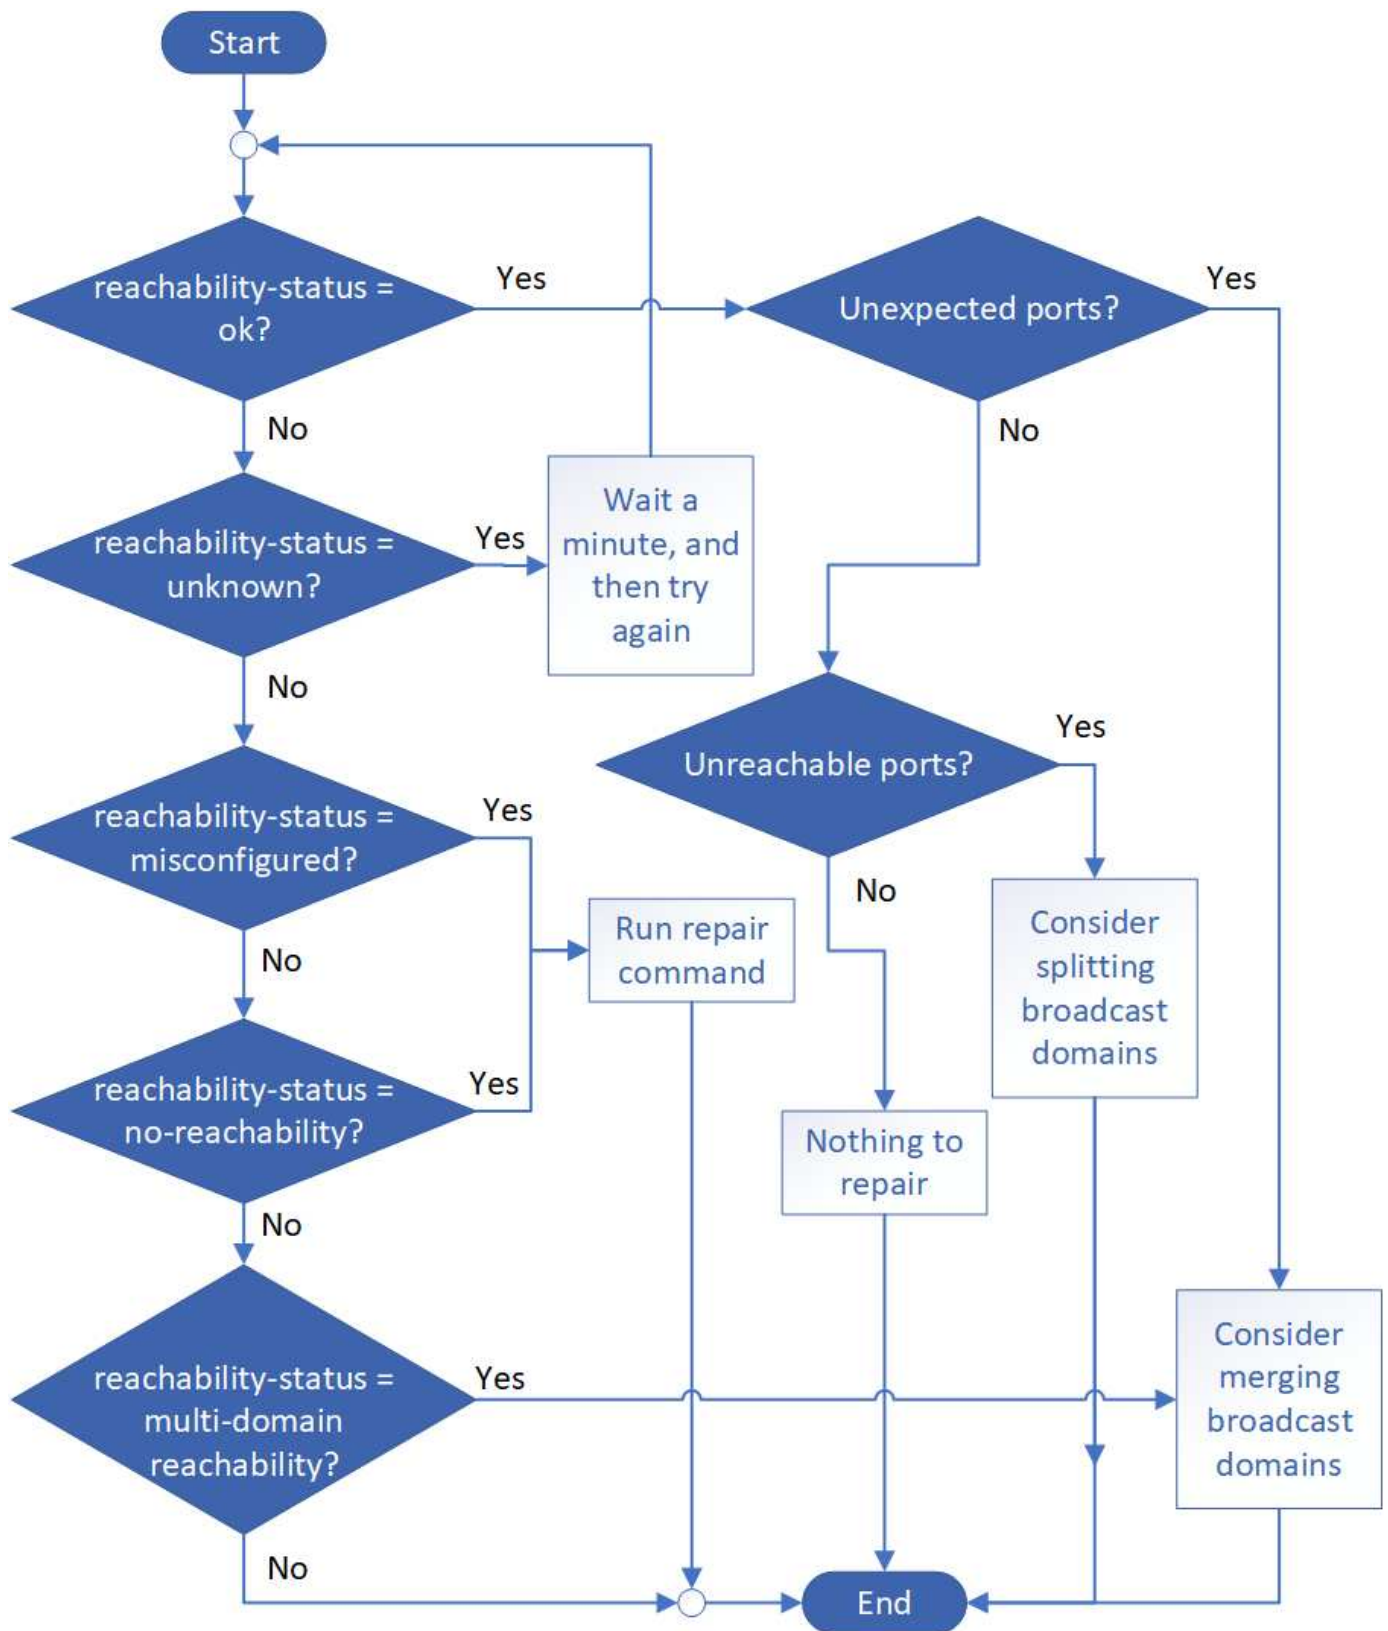 Start
reachability-status =
ok?
Yes
No
Unexpected ports?
Yes
No
reachability-status =
unknown?
Yes
No
Wait a
minute, and
then try
again
Unreachable ports?
Yes
No
reachability-status =
misconfigured?
Yes
No
Run repair
command
Consider
splitting
broadcast
domains
reachability-status =
no-reachability?
Yes
No
Nothing to
repair
reachability-status =
multi-domain
reachability?
Yes
No
Consider
merging
broadcast
domains
End